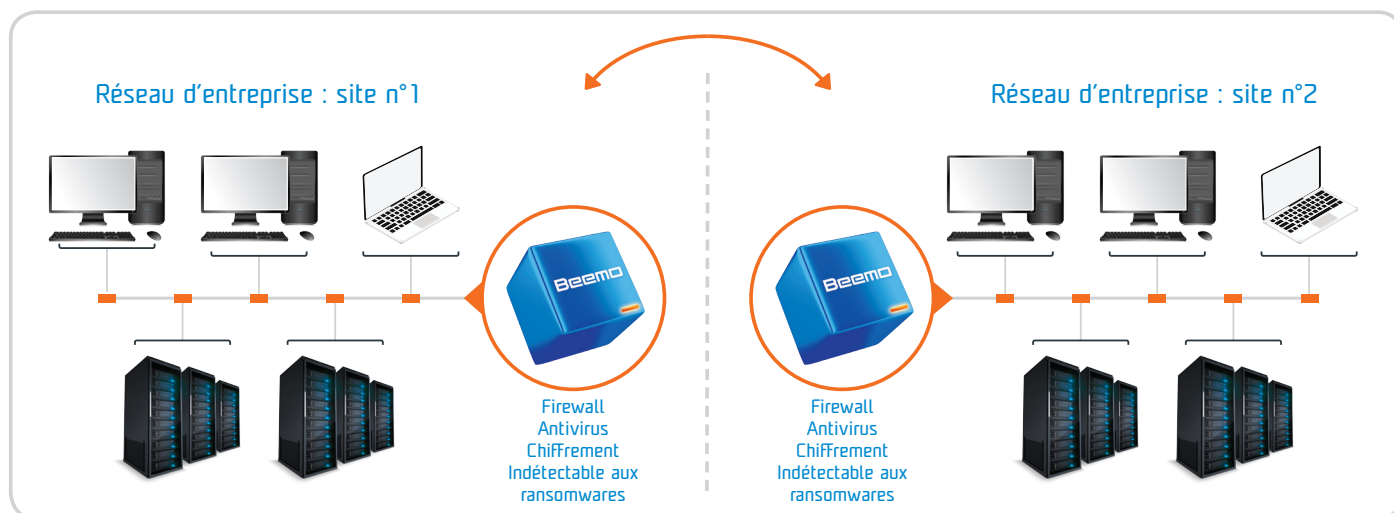 Réseau d'entreprise : site n°1
Réseau d'entreprise : site n°2
Beemo
Beemo
Firewall
Antivirus
Chiffrement
Indétectable aux
ransomwares
Firewall
Antivirus
Chiffrement
Indétectable aux
ransomwares